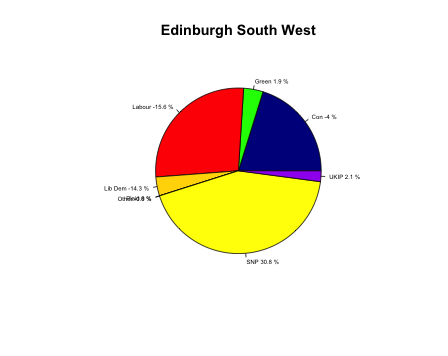 Edinburgh South West
Green 1.9 %
Labour -15.6 %
Con -4 %
UKIP 2.1 %
Lib Dem -14.3 %
SNP 30.8 %